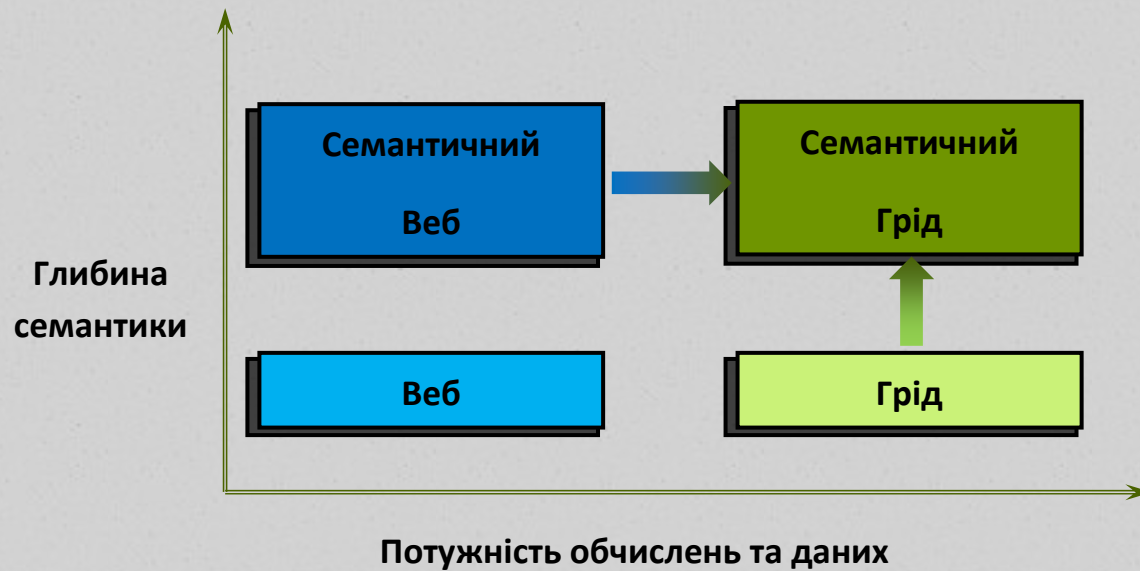 Семантичний
Веб
Семантичний
Грід
Глибина
семантики
Веб
Грід
Потужність обчислень та даних